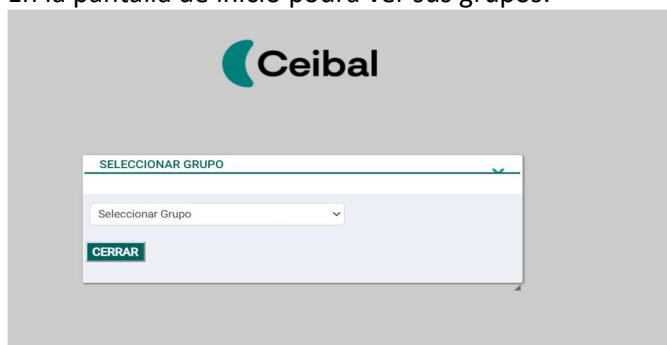 En la pantalla de inicio podrá ver sus grupos:
Ceibal
SELECCIONAR GRUPO
Seleccionar Grupo
CERRAR